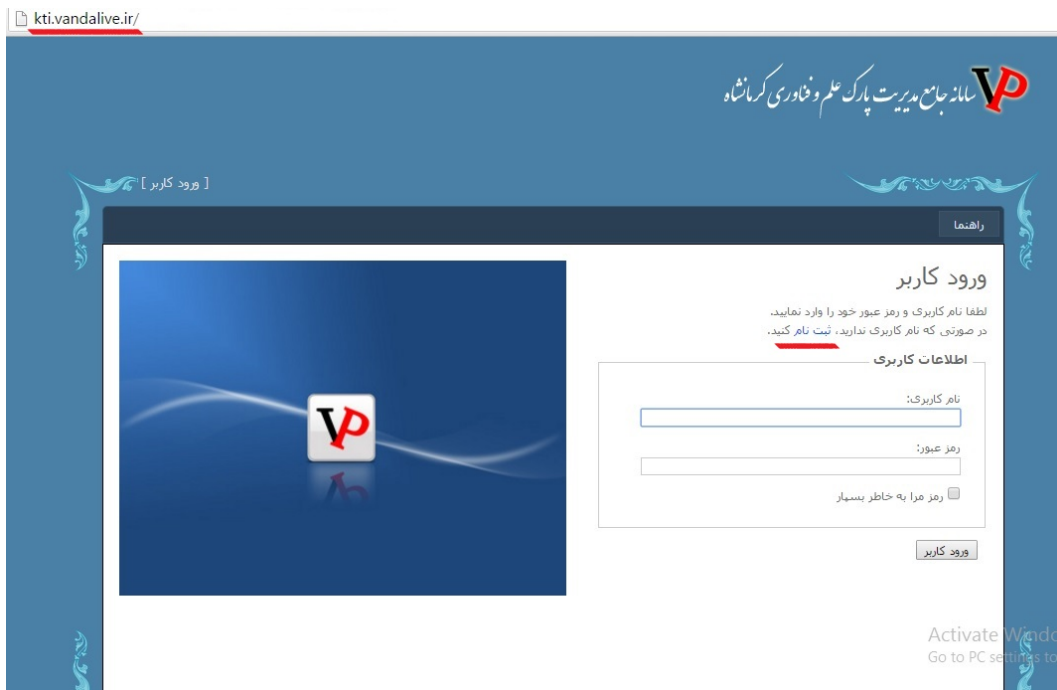 kti.vandalive.ir/
VP
سامانه جامع مدیریت پارک علم و فناوری کرمانشاه
[ ورود کاربر ]
راهنما
ورود کاربر
لطفا نام کاربری و رمز عبور خود را وارد نمایید.
در صورتی که نام کاربری ندارید، ثبت نام کنید.
اطلاعات کاربری
نام کاربری:
رمز عبور:
رمز مرا به خاطر بسپار
ورود کاربر
VP
Activate Windo
Go to PC settings to